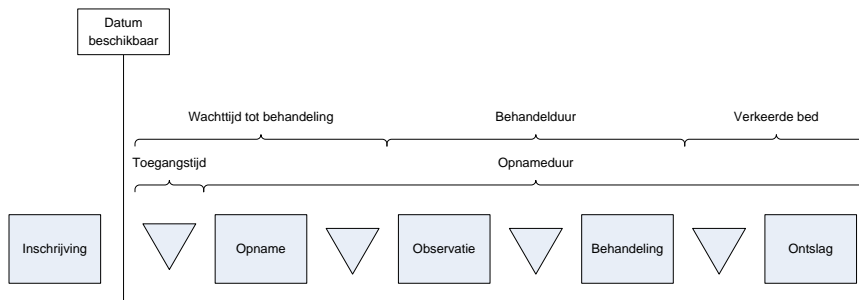 Datum
beschikbaar
Wachttijd tot behandeling
Behandelduur
Verkeerde bed
Toegangstijd
Opnameduur
Inschrijving
Opname
Observatie
Behandeling
Ontslag